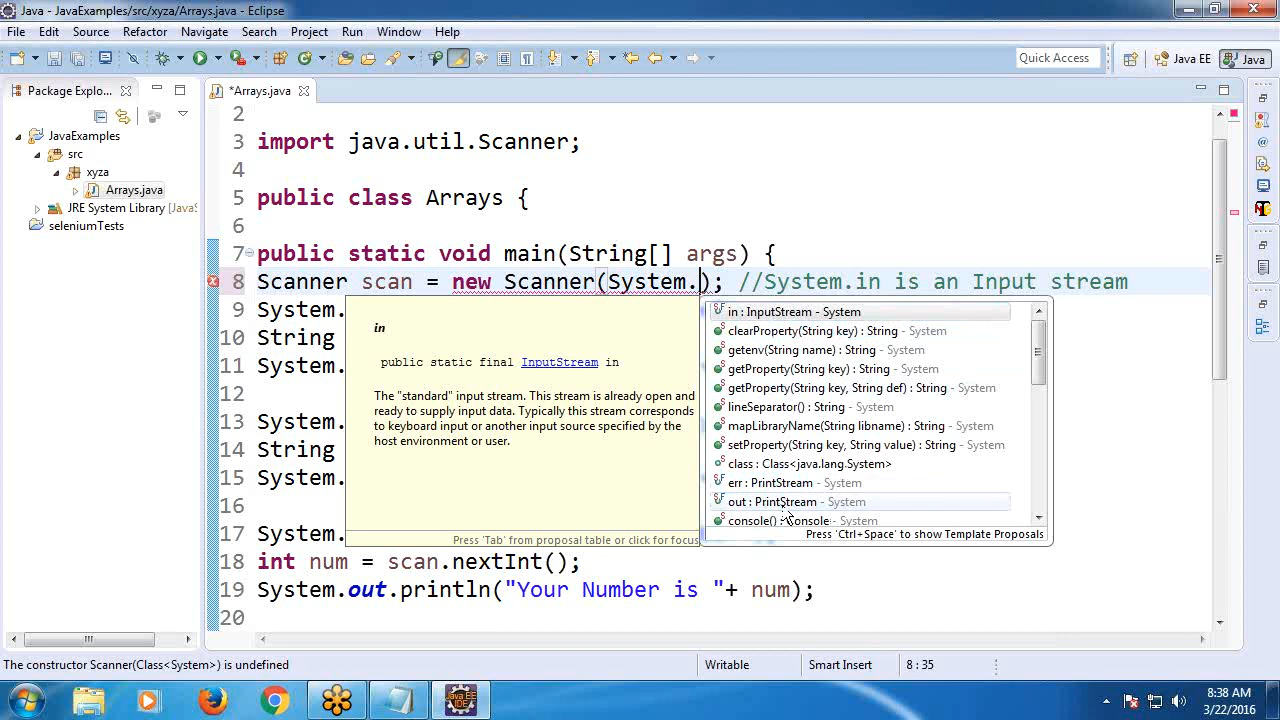 Java - JavaExamples/src/xyza/Arrays.java - Eclipse
File Edit Source Refactor Navigate Search Project Run Window Help
Quick Access Java EE Java
Package Explo... *Arrays.java
JavaExamples
src
xyza
Arrays.java
JRE System Library [JavaS
seleniumTests
2
3 import java.util.Scanner;
4
5 public class Arrays {
6
7 public static void main(String[] args) {
8 Scanner scan = new Scanner(System.); //System.in is an Input stream
9 System.
10 String
11 System.
12
13 System.
14 String
15 System.
16
17 System.
18 int num = scan.nextInt();
19 System.out.println("Your Number is "+ num);
20
in
public static final InputStream in
The "standard" input stream. This stream is already open and
ready to supply input data. Typically this stream corresponds
to keyboard input or another input source specified by the
host environment or user.
Press 'Tab' from proposal table or click for focus
in : InputStream - System
clearProperty(String key) : String - System
getenv(String name) : String - System
getProperty(String key) : String - System
getProperty(String key, String def) : String - System
lineSeparator() : String - System
mapLibraryName(String libname) : String - System
setProperty(String key, String value) : String - System
class : Class<java.lang.System>
err : PrintStream - System
out : PrintStream - System
console() : Console - System
Press 'Ctrl+Space' to show Template Proposals
The constructor Scanner(Class<System>) is undefined Writable Smart Insert 8 : 35
8:38 AM
3/22/2016